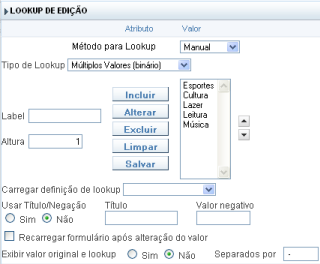 LOOKUP DE EDIÇÃO
Atributo Valor
Método para Lookup Manual
Tipo de Lookup Múltiplos Valores (binário)
Incluir
Alterar
Excluir
Limpar
Salvar
Esportes
Cultura
Lazer
Leitura
Música
Label
Altura 1
Carregar definição de lookup
Usar Título/Negação Título Valor negativo
Sim Não
Recarregar formulário após alteração do valor
Exibir valor original e lookup Sim Não Separados por -